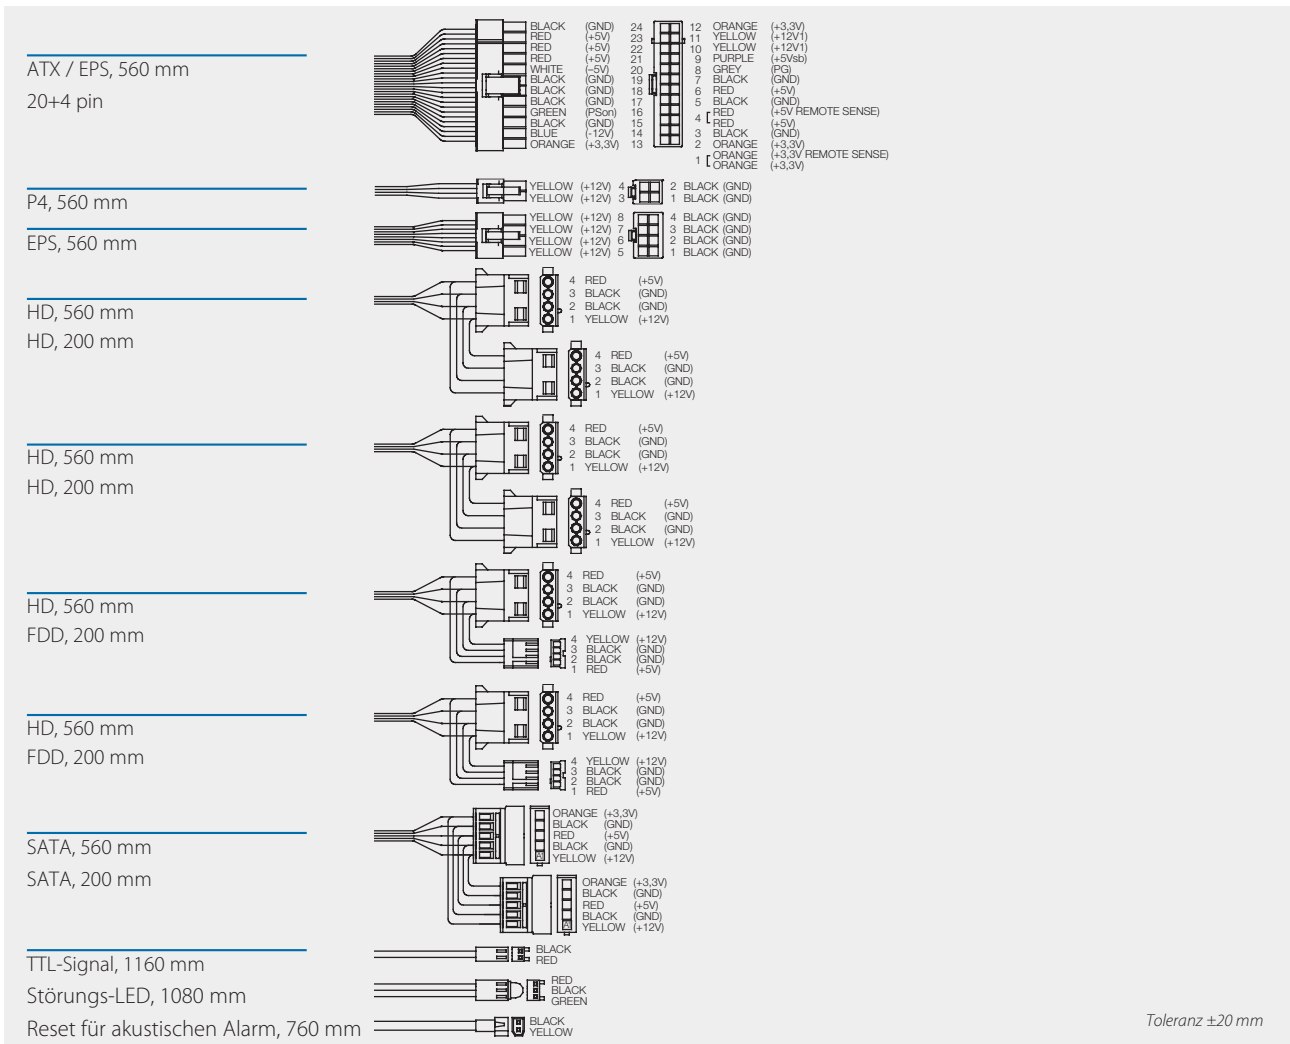 ATX / EPS, 560 mm
20+4 pin
BLACK (GND) 24
RED (+5V) 23
RED (+5V) 22
RED (+5V) 21
WHITE (–5V) 20
BLACK (GND) 19
BLACK (GND) 18
BLACK (GND) 17
GREEN (PSon) 16
BLACK (GND) 15
BLUE (-12V) 14
ORANGE (+3,3V) 13
12 ORANGE (+3,3V)
11 YELLOW (+12V1)
10 YELLOW (+12V1)
9 PURPLE (+5Vsb)
8 GREY (PG)
7 BLACK (GND)
6 RED (+5V)
5 BLACK (GND)
4 [ RED (+5V REMOTE SENSE)
RED (+5V)
3 BLACK (GND)
2 ORANGE (+3,3V)
1 [ ORANGE (+3,3V REMOTE SENSE)
ORANGE (+3,3V)
P4, 560 mm
YELLOW (+12V) 4 2 BLACK (GND)
YELLOW (+12V) 3 1 BLACK (GND)
EPS, 560 mm
YELLOW (+12V) 8 4 BLACK (GND)
YELLOW (+12V) 7 3 BLACK (GND)
YELLOW (+12V) 6 2 BLACK (GND)
YELLOW (+12V) 5 1 BLACK (GND)
HD, 560 mm
HD, 200 mm
4 RED (+5V)
3 BLACK (GND)
2 BLACK (GND)
1 YELLOW (+12V)
4 RED (+5V)
3 BLACK (GND)
2 BLACK (GND)
1 YELLOW (+12V)
HD, 560 mm
HD, 200 mm
4 RED (+5V)
3 BLACK (GND)
2 BLACK (GND)
1 YELLOW (+12V)
4 RED (+5V)
3 BLACK (GND)
2 BLACK (GND)
1 YELLOW (+12V)
HD, 560 mm
FDD, 200 mm
4 RED (+5V)
3 BLACK (GND)
2 BLACK (GND)
1 YELLOW (+12V)
4 YELLOW (+12V)
3 BLACK (GND)
2 BLACK (GND)
1 RED (+5V)
HD, 560 mm
FDD, 200 mm
4 RED (+5V)
3 BLACK (GND)
2 BLACK (GND)
1 YELLOW (+12V)
4 YELLOW (+12V)
3 BLACK (GND)
2 BLACK (GND)
1 RED (+5V)
SATA, 560 mm
SATA, 200 mm
ORANGE (+3,3V)
BLACK (GND)
RED (+5V)
BLACK (GND)
YELLOW (+12V)
ORANGE (+3,3V)
BLACK (GND)
RED (+5V)
BLACK (GND)
YELLOW (+12V)
TTL-Signal, 1160 mm
BLACK
RED
Störungs-LED, 1080 mm
RED
BLACK
GREEN
Reset für akustischen Alarm, 760 mm
BLACK
YELLOW
Toleranz ±20 mm